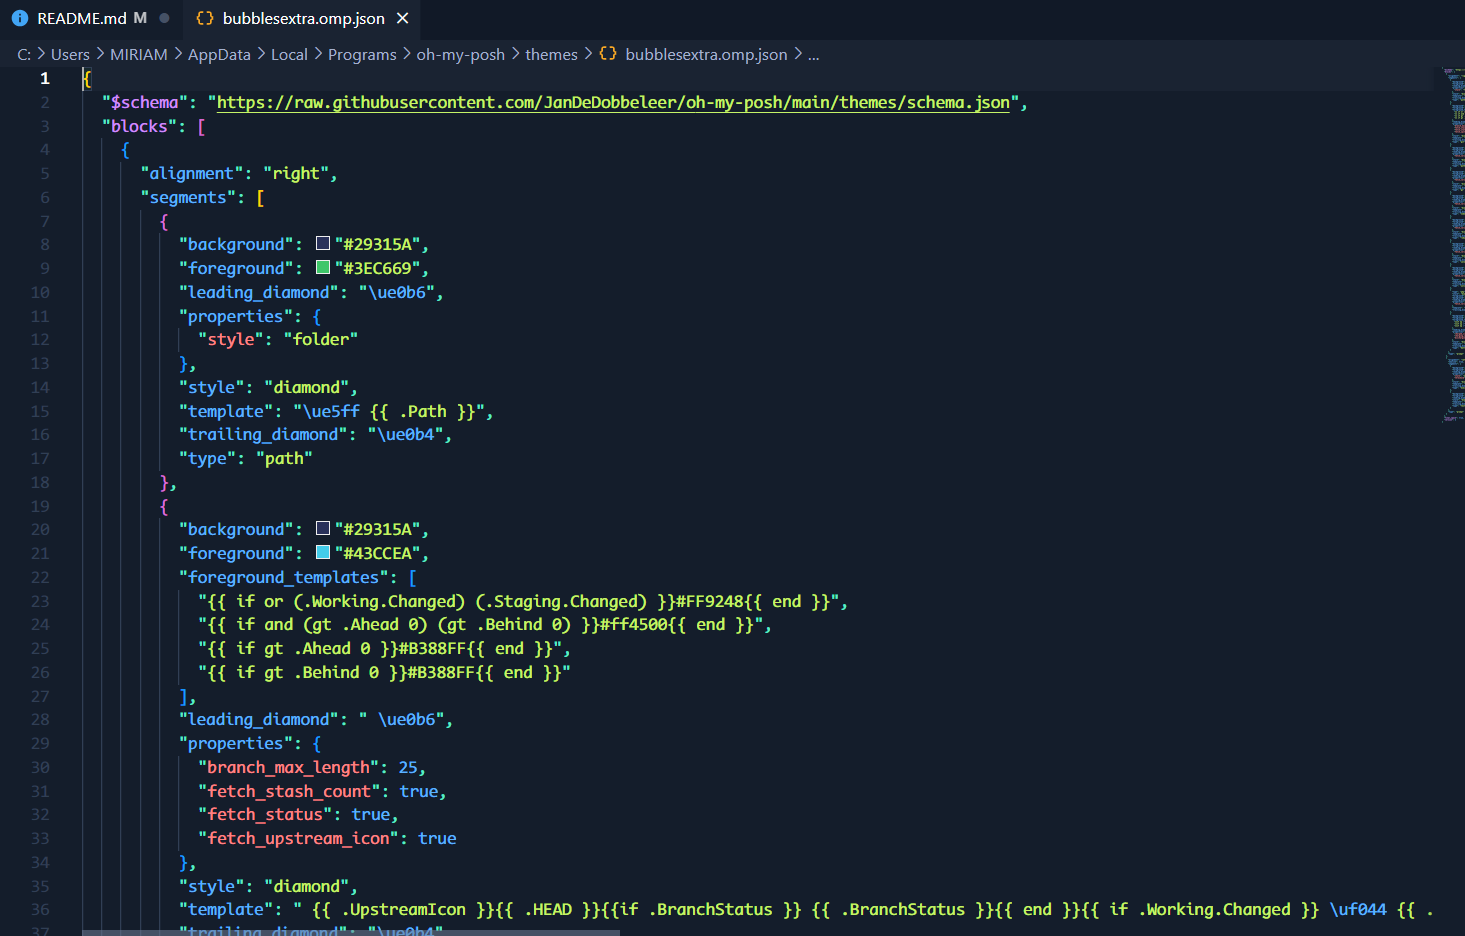 README.md M
bubblesextra.omp.json
C: > Users > MIRIAM > AppData > Local > Programs > oh-my-posh > themes > {} bubblesextra.omp.json > ...
1 {
2 "$schema": "https://raw.githubusercontent.com/JanDeDobbeleer/oh-my-posh/main/themes/schema.json",
3 "blocks": [
4 {
5 "alignment": "right",
6 "segments": [
7 {
8 "background": "#29315A",
9 "foreground": "#3EC669",
10 "leading_diamond": "\ue0b6",
11 "properties": {
12 "style": "folder"
13 },
14 "style": "diamond",
15 "template": "\ue5ff {{ .Path }}",
16 "trailing_diamond": "\ue0b4",
17 "type": "path"
18 },
19 {
20 "background": "#29315A",
21 "foreground": "#43CCEA",
22 "foreground_templates": [
23 "{{ if or (.Working.Changed) (.Staging.Changed) }}#FF9248{{ end }}",
24 "{{ if and (gt .Ahead 0) (gt .Behind 0) }}#ff4500{{ end }}",
25 "{{ if gt .Ahead 0 }}#B388FF{{ end }}",
26 "{{ if gt .Behind 0 }}#B388FF{{ end }}"
27 ],
28 "leading_diamond": " \ue0b6",
29 "properties": {
30 "branch_max_length": 25,
31 "fetch_stash_count": true,
32 "fetch_status": true,
33 "fetch_upstream_icon": true
34 },
35 "style": "diamond",
36 "template": " {{ .UpstreamIcon }}{{ .HEAD }}{{if .BranchStatus }} {{ .BranchStatus }}{{ end }}{{ if .Working.Changed }} \uf044 {{ .
37 "trailing_diamond": "\ue0b4"